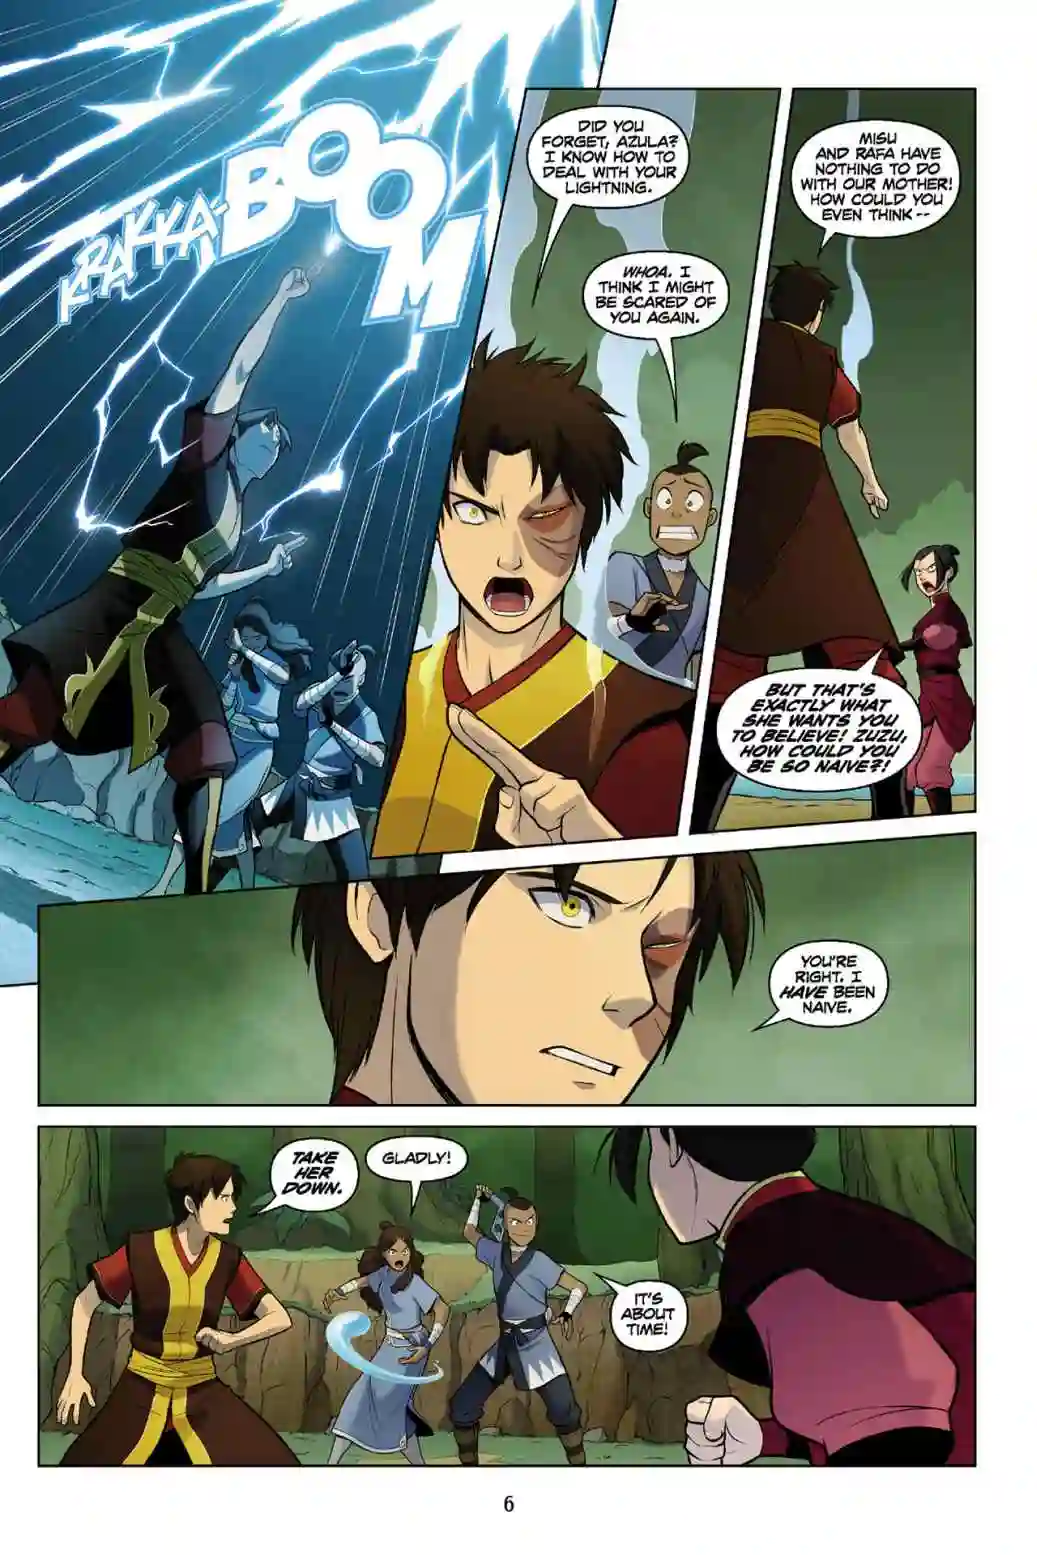 KRAKKA-
BOOM
DID YOU
FORGET, AZULA?
I KNOW HOW TO
DEAL WITH YOUR
LIGHTNING.
WHOA. I
THINK I MIGHT
BE SCARED OF
YOU AGAIN.
MISU
AND RAFA HAVE
NOTHING TO DO
WITH OUR MOTHER!
HOW COULD YOU
EVEN THINK--
BUT THAT'S
EXACTLY WHAT
SHE WANTS YOU
TO BELIEVE! ZUZU,
HOW COULD YOU
BE SO NAIVE?!
YOU'RE
RIGHT. I
HAVE BEEN
NAIVE.
TAKE
HER
DOWN.
GLADLY!
IT'S
ABOUT
TIME!
6